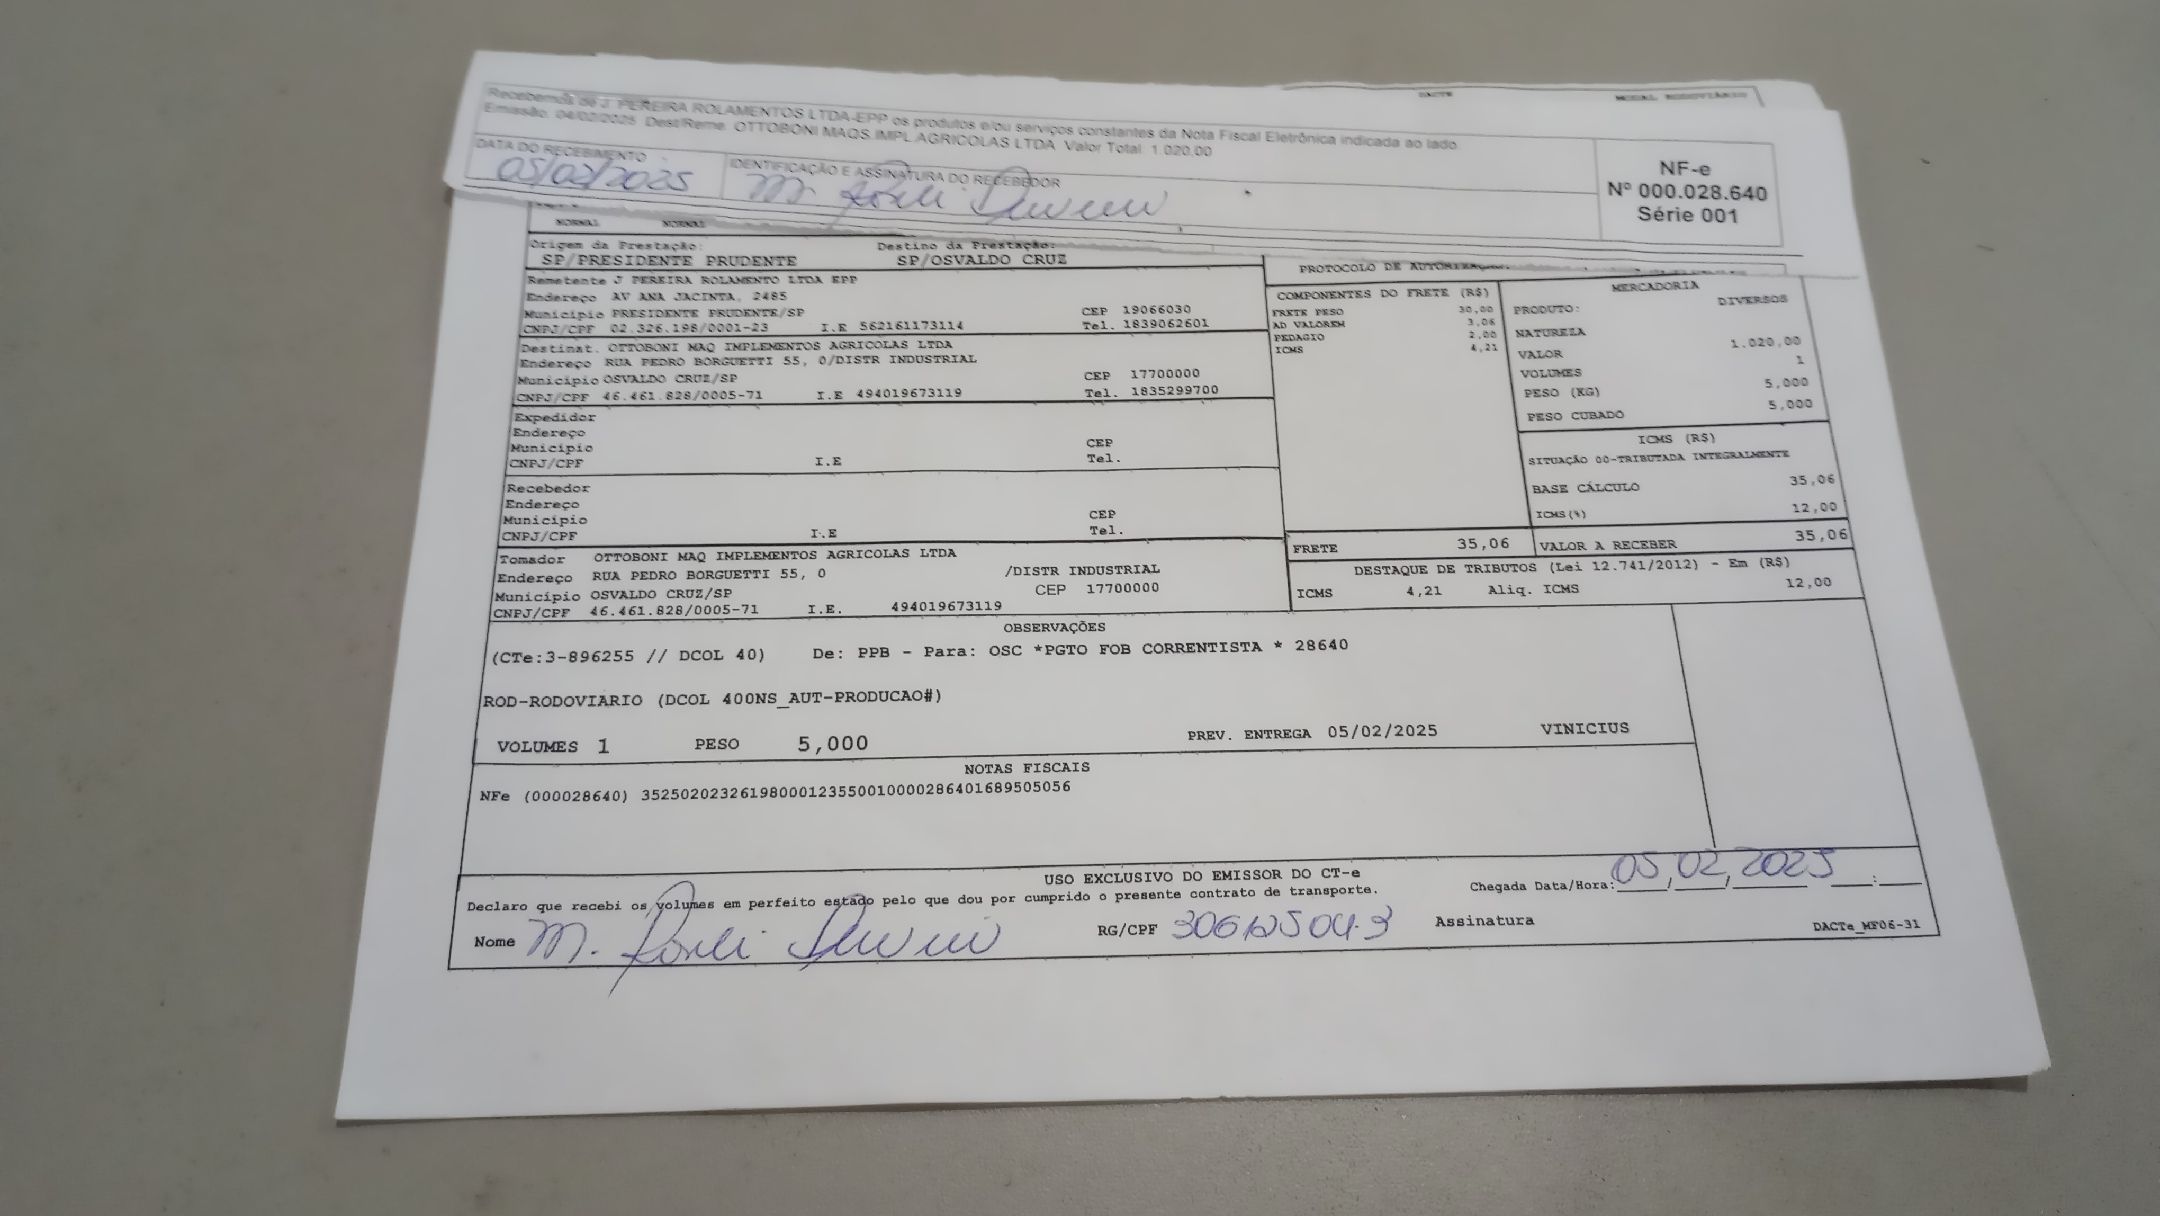 DACTE MODAL RODOVIÁRIO
Recebemos de J. PEREIRA ROLAMENTOS LTDA-EPP os produtos e/ou serviços constantes da Nota Fiscal Eletrônica indicada ao lado.
Emissão: 04/02/2025 Dest/Reme: OTTOBONI MAQS.IMPL.AGRICOLAS LTDA Valor Total: 1.020,00
DATA DO RECEBIMENTO
05/02/2025
IDENTIFICAÇÃO E ASSINATURA DO RECEBEDOR
NF-e
Nº 000.028.640
Série 001
NORMAL NORMAL
Origem da Prestação: Destino da Prestação:
SP/PRESIDENTE PRUDENTE SP/OSVALDO CRUZ
Remetente J PEREIRA ROLAMENTO LTDA EPP
Endereço AV ANA JACINTA, 2485
Município PRESIDENTE PRUDENTE/SP CEP 19066030
CNPJ/CPF 02.326.198/0001-23 I.E 562161173114 Tel. 1839062601
Destinat. OTTOBONI MAQ IMPLEMENTOS AGRICOLAS LTDA
Endereço RUA PEDRO BORGUETTI 55, 0/DISTR INDUSTRIAL
Município OSVALDO CRUZ/SP CEP 17700000
CNPJ/CPF 46.461.828/0005-71 I.E 494019673119 Tel. 1835299700
Expedidor
Endereço
Município CEP
CNPJ/CPF I.E Tel.
Recebedor
Endereço
Município CEP
CNPJ/CPF I.E Tel.
Tomador OTTOBONI MAQ IMPLEMENTOS AGRICOLAS LTDA
Endereço RUA PEDRO BORGUETTI 55, 0 /DISTR INDUSTRIAL
Município OSVALDO CRUZ/SP CEP 17700000
CNPJ/CPF 46.461.828/0005-71 I.E. 494019673119
PROTOCOLO DE
COMPONENTES DO FRETE (R$)
FRETE PESO 30,00
AD VALOREM 3,06
PEDAGIO 2,00
ICMS 4,21
MERCADORIA
PRODUTO: DIVERSOS
NATUREZA
VALOR 1.020,00
VOLUMES 1
PESO (KG) 5,000
PESO CUBADO 5,000
ICMS (R$)
SITUAÇÃO 00-TRIBUTADA INTEGRALMENTE
BASE CÁLCULO 35,06
ICMS(%) 12,00
FRETE 35,06 VALOR A RECEBER 35,06
DESTAQUE DE TRIBUTOS (Lei 12.741/2012) - Em (R$)
ICMS 4,21 Aliq. ICMS 12,00
OBSERVAÇÕES
(CTe:3-896255 // DCOL 40) De: PPB - Para: OSC *PGTO FOB CORRENTISTA * 28640
ROD-RODOVIARIO (DCOL 400NS_AUT-PRODUCAO#)
VOLUMES 1 PESO 5,000 PREV. ENTREGA 05/02/2025 VINICIUS
NOTAS FISCAIS
NFe (000028640) 35250202326198000123550010000286401689505056
USO EXCLUSIVO DO EMISSOR DO CT-e
Declaro que recebi os volumes em perfeito estado pelo que dou por cumprido o presente contrato de transporte.
Chegada Data/Hora: 05,02,2025 :
Nome M. RG/CPF Assinatura
DACTe_MF06-31